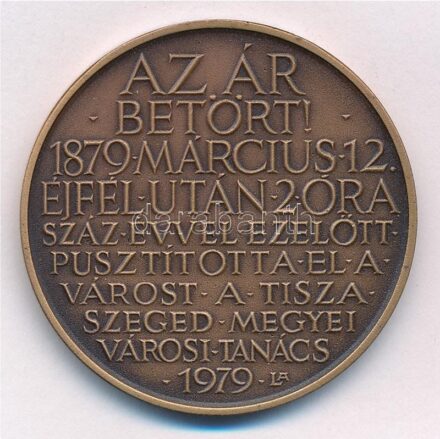 AZ·ÁR
·BETÖRT!·
1879·MÁRCIUS·12.
ÉJFÉL·UTÁN·2·ÓRA
SZÁZ·ÉVVEL·EZELŐTT·
PUSZTÍTOTTA·EL·A·
VÁROST·A·TISZA·
SZEGED·MEGYEI
VÁROSI·TANÁCS
·1979·LA
darabanth